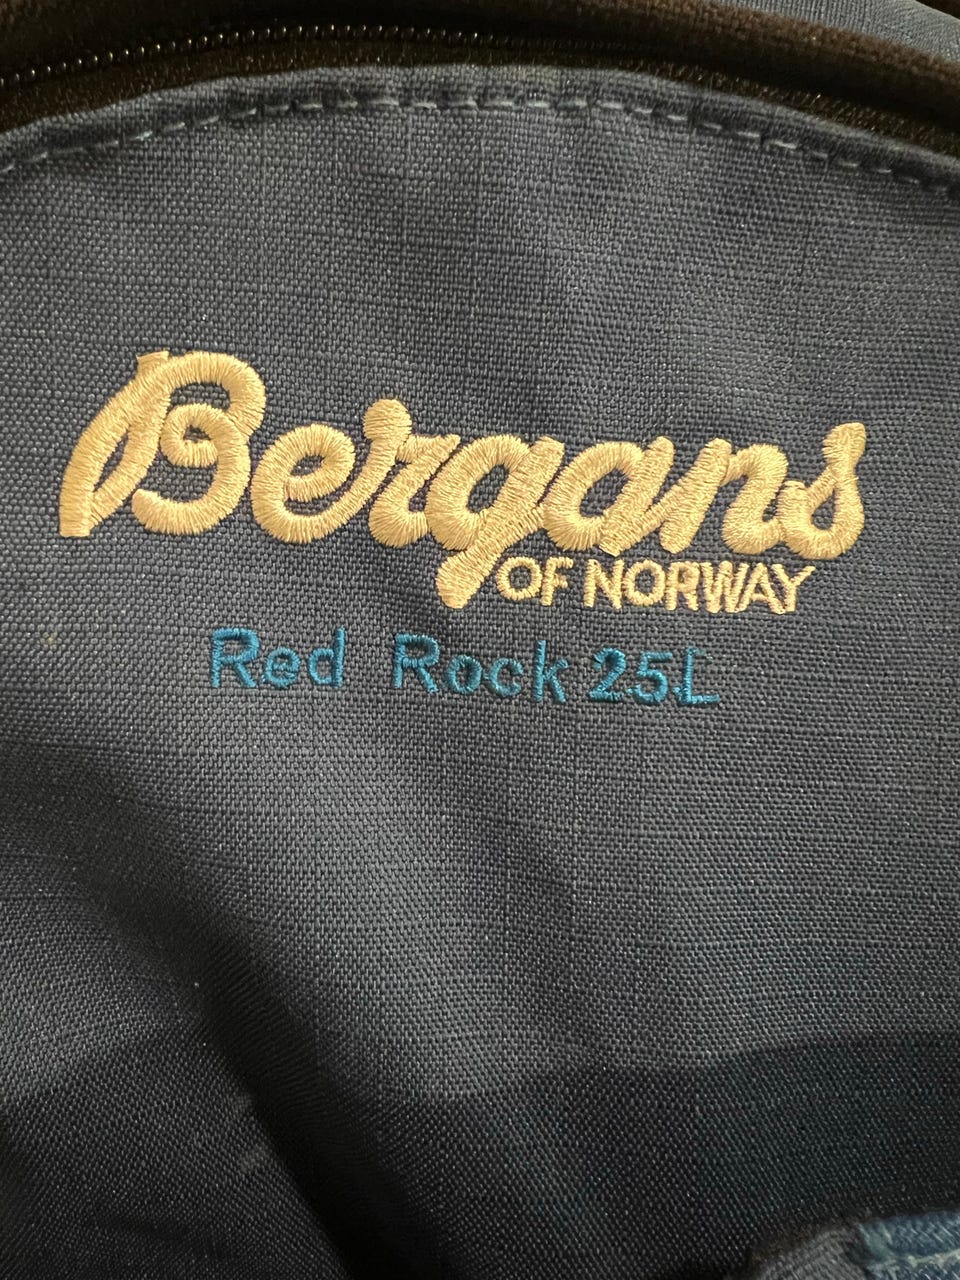 Bergans
OF NORWAY
Red Rock 25L